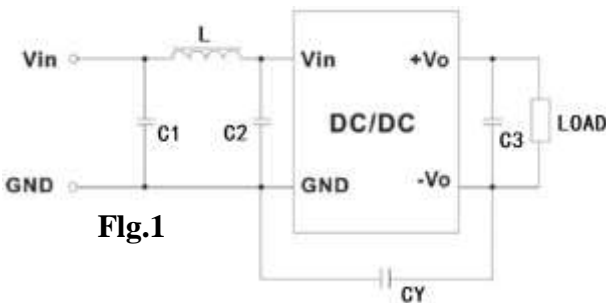 L
Vin
Vin
+Vo
C1
C2
DC/DC
C3
LOAD
GND
GND
-Vo
Flg.1
CY